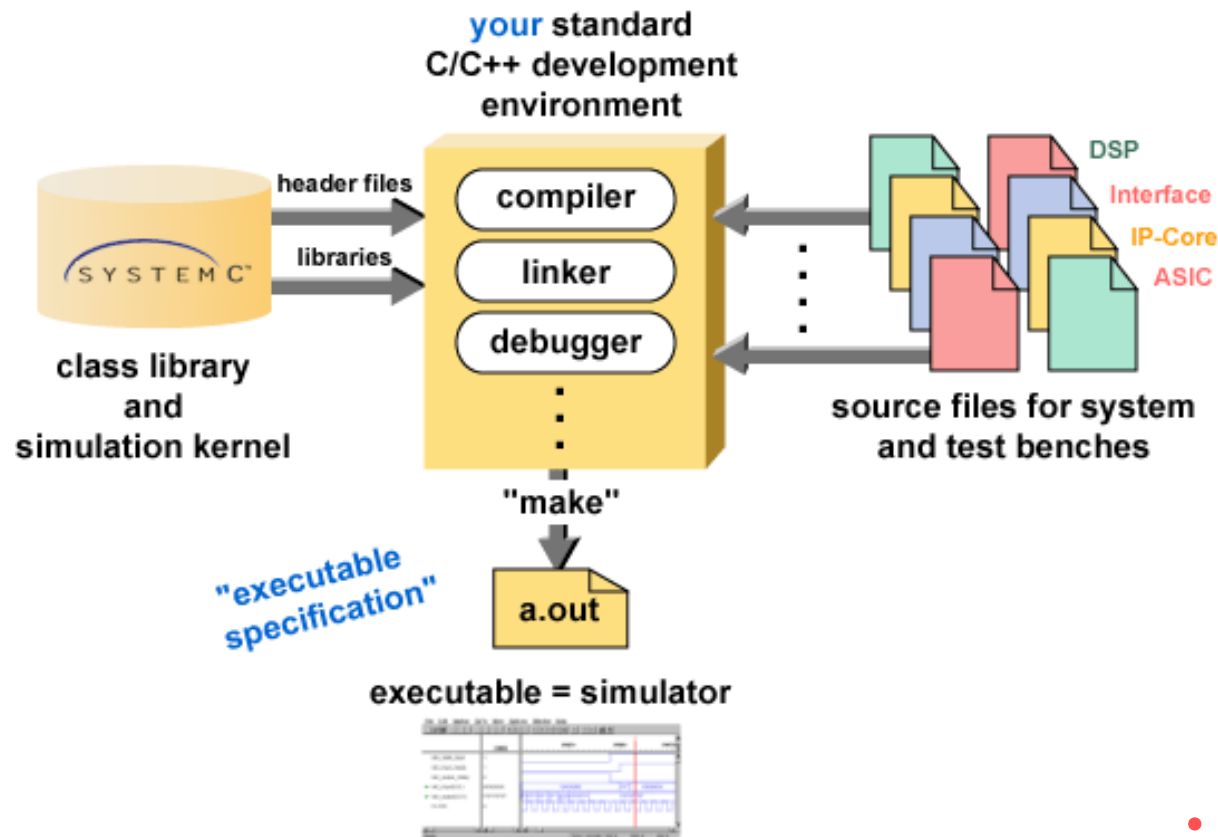 your standard
C/C++ development
environment
header files
libraries
SYSTEMC™
class library
and
simulation kernel
compiler
linker
debugger
DSP
Interface
IP-Core
ASIC
source files for system
and test benches
"make"
"executable
specification"
a.out
executable = simulator